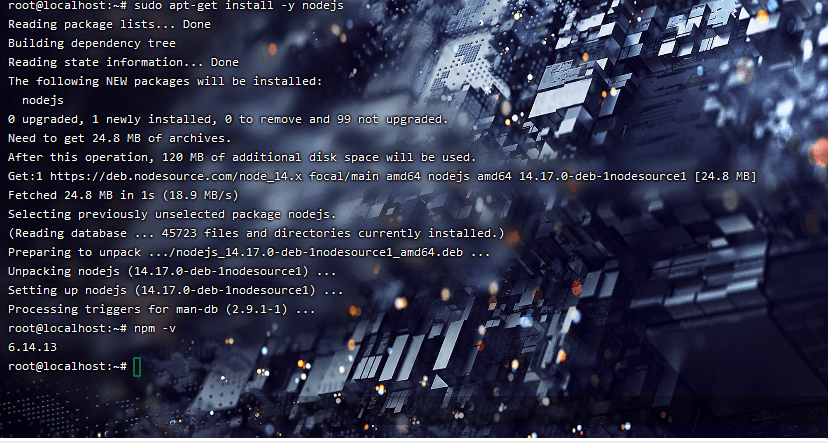 root@localhost:~# sudo apt-get install -y nodejs
Reading package lists... Done
Building dependency tree
Reading state information... Done
The following NEW packages will be installed:
  nodejs
0 upgraded, 1 newly installed, 0 to remove and 99 not upgraded.
Need to get 24.8 MB of archives.
After this operation, 120 MB of additional disk space will be used.
Get:1 https://deb.nodesource.com/node_14.x focal/main amd64 nodejs amd64 14.17.0-deb-1nodesource1 [24.8 MB]
Fetched 24.8 MB in 1s (18.9 MB/s)
Selecting previously unselected package nodejs.
(Reading database ... 45723 files and directories currently installed.)
Preparing to unpack .../nodejs_14.17.0-deb-1nodesource1_amd64.deb ...
Unpacking nodejs (14.17.0-deb-1nodesource1) ...
Setting up nodejs (14.17.0-deb-1nodesource1) ...
Processing triggers for man-db (2.9.1-1) ...
root@localhost:~# npm -v
6.14.13
root@localhost:~#